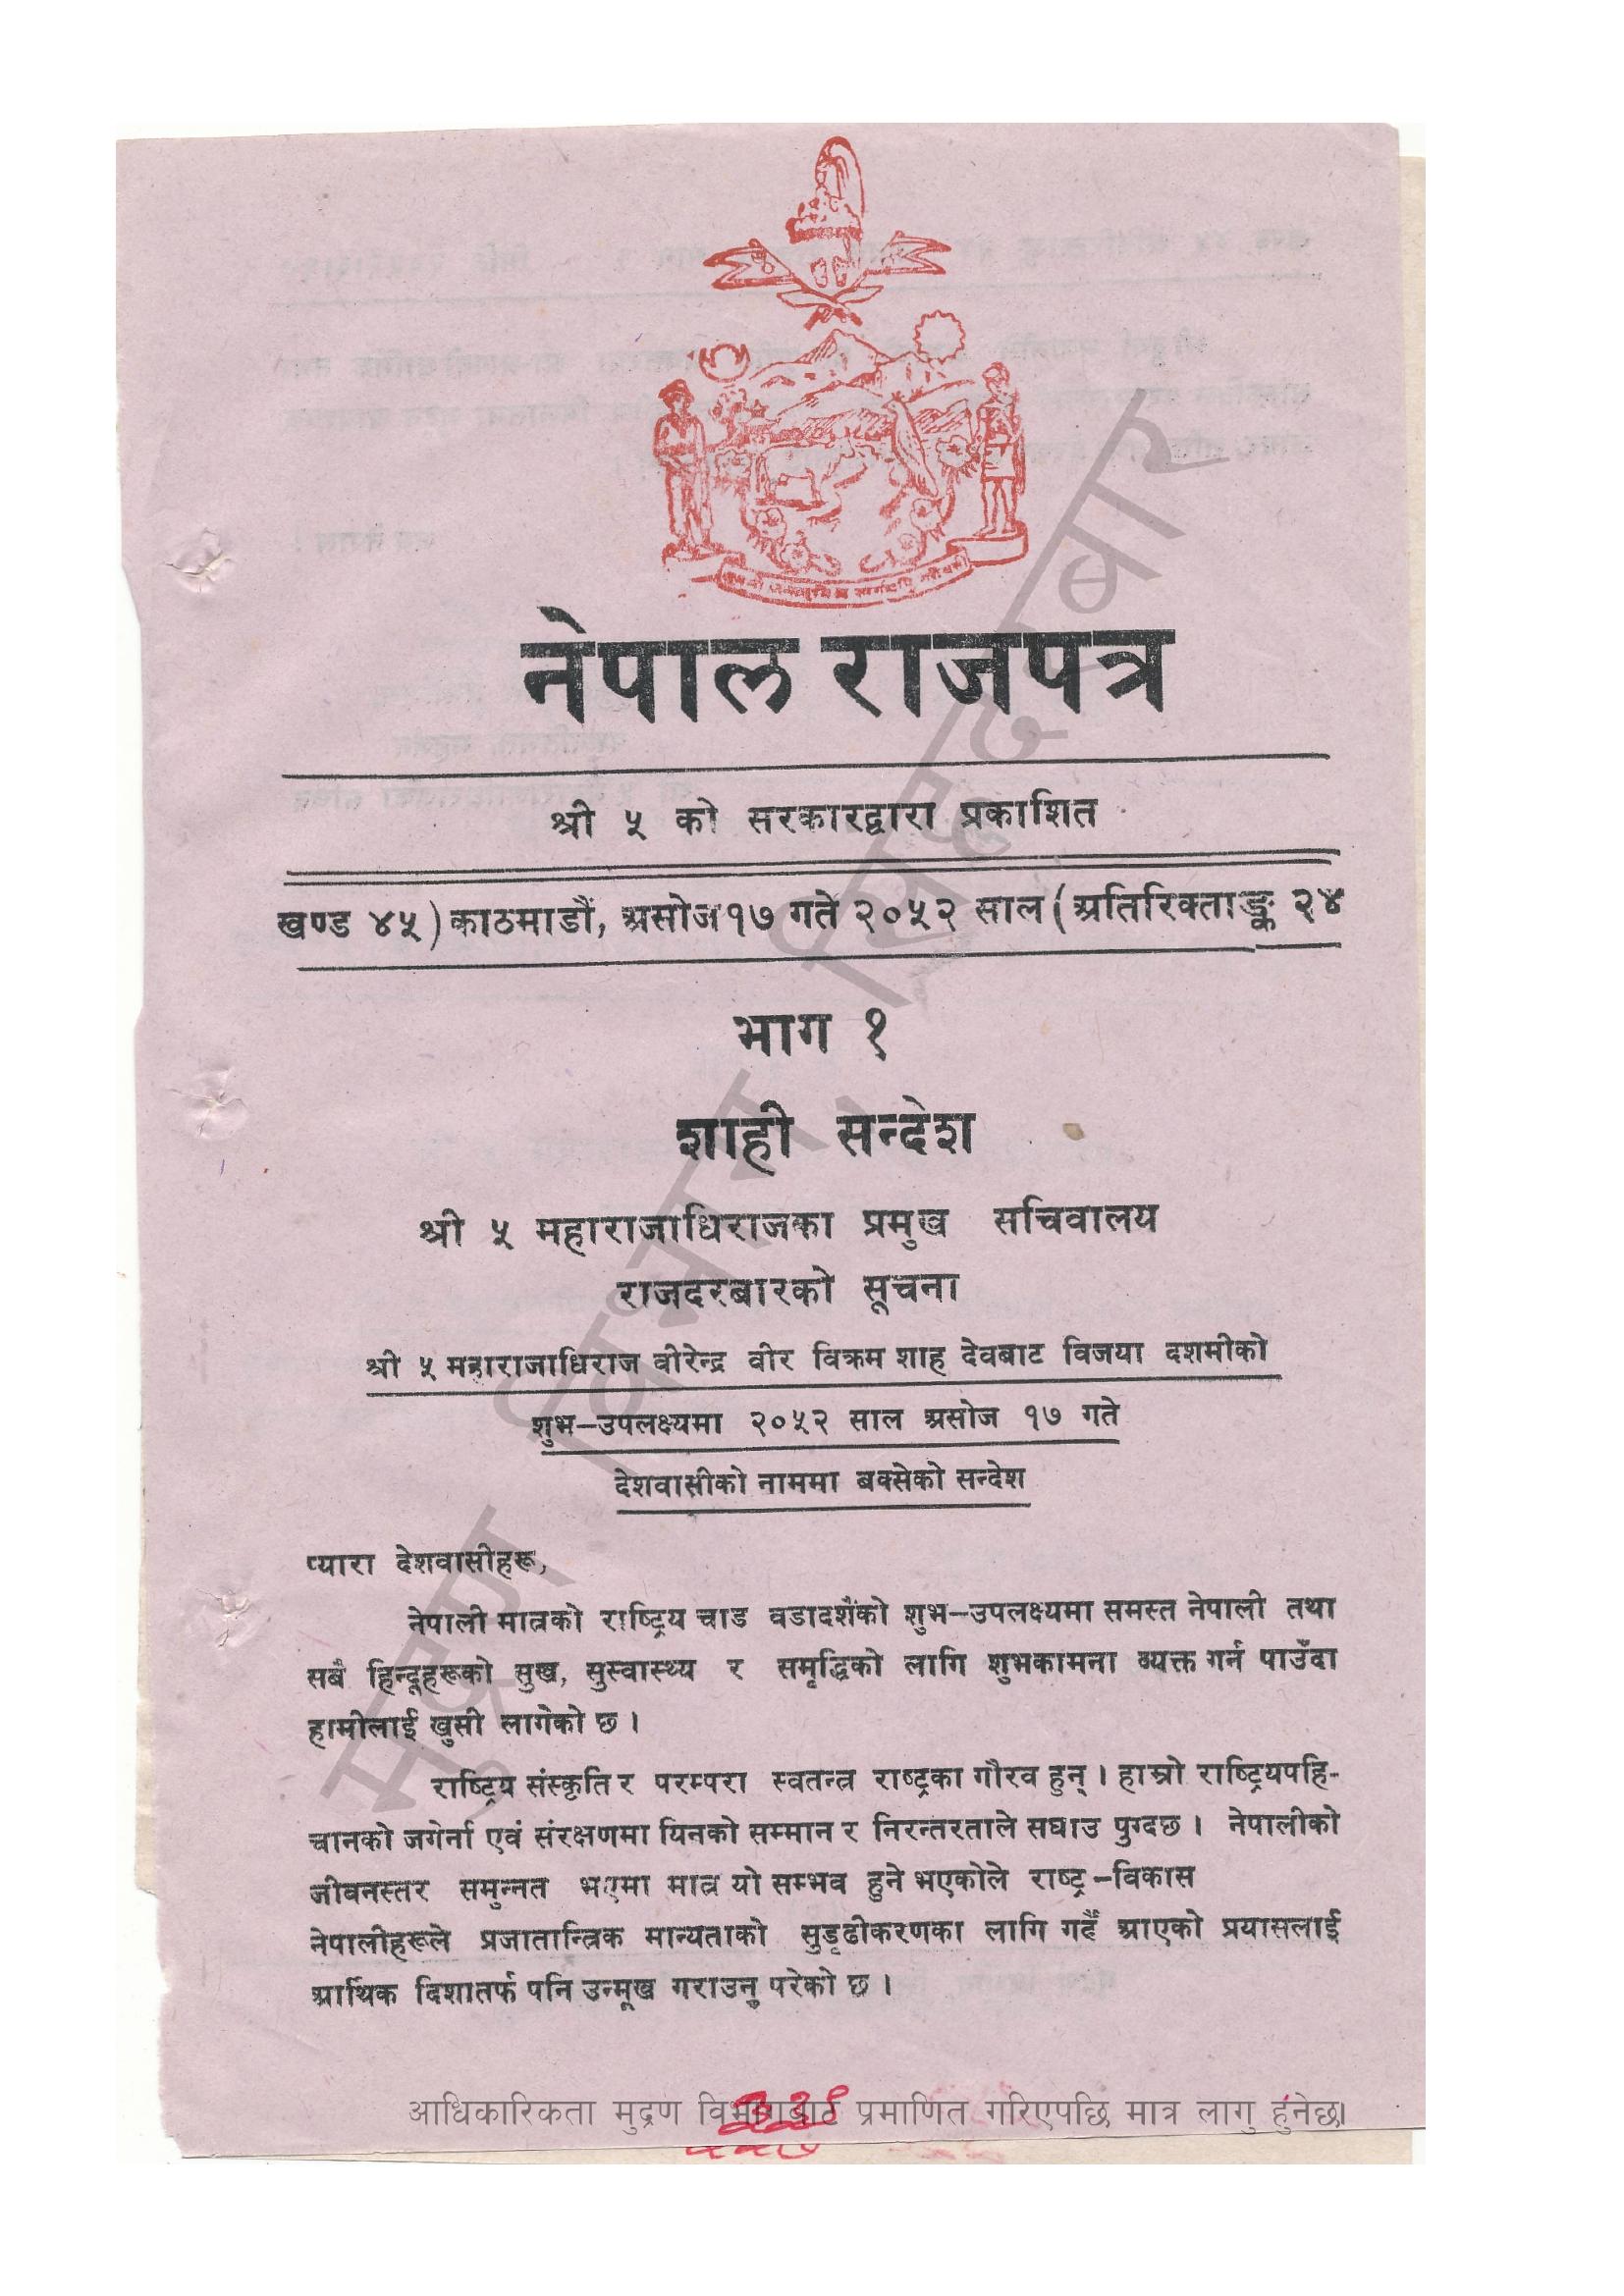 नेपाल राजपत्र
श्री ५ को सरकारद्वारा प्रकाशित
खण्ड ४५) काठमाडौं, असोज १७ गते २०५२ साल (अतिरिक्ताङ्क २४
भाग १
शाही सन्देश
श्री ५ महाराजाधिराजका प्रमुख सचिवालय
राजदरबारको सूचना
श्री ५ महाराजाधिराज वीरेन्द्र वीर विक्रम शाह देवबाट विजया दशमीको
शुभ-उपलक्ष्यमा २०५२ साल असोज १७ गते
देशवासीको नाममा बक्सेको सन्देश
प्यारा देशवासीहरू,
नेपाली मात्रको राष्ट्रिय चाड वडादशैंको शुभ-उपलक्ष्यमा समस्त नेपाली तथा
सबै हिन्दूहरूको सुख, सुस्वास्थ्य र समृद्धिको लागि शुभकामना व्यक्त गर्न पाउँदा
हामीलाई खुसी लागेको छ ।
राष्ट्रिय संस्कृति र परम्परा स्वतन्त्र राष्ट्रका गौरव हुन् । हाम्रो राष्ट्रियपहि-
चानको जगेर्ना एवं संरक्षणमा यिनको सम्मान र निरन्तरताले सघाउ पुग्दछ । नेपालीको
जीवनस्तर समुन्नत भएमा मात्र यो सम्भव हुने भएकोले राष्ट्र-विकास
नेपालीहरूले प्रजातान्त्रिक मान्यताको सुदृढीकरणका लागि गर्दै आएको प्रयासलाई
आर्थिक दिशातर्फ पनि उन्मूख गराउनु परेको छ ।
आधिकारिकता मुद्रण विभागबाट प्रमाणित गरिएपछि मात्र लागु हुनेछ।